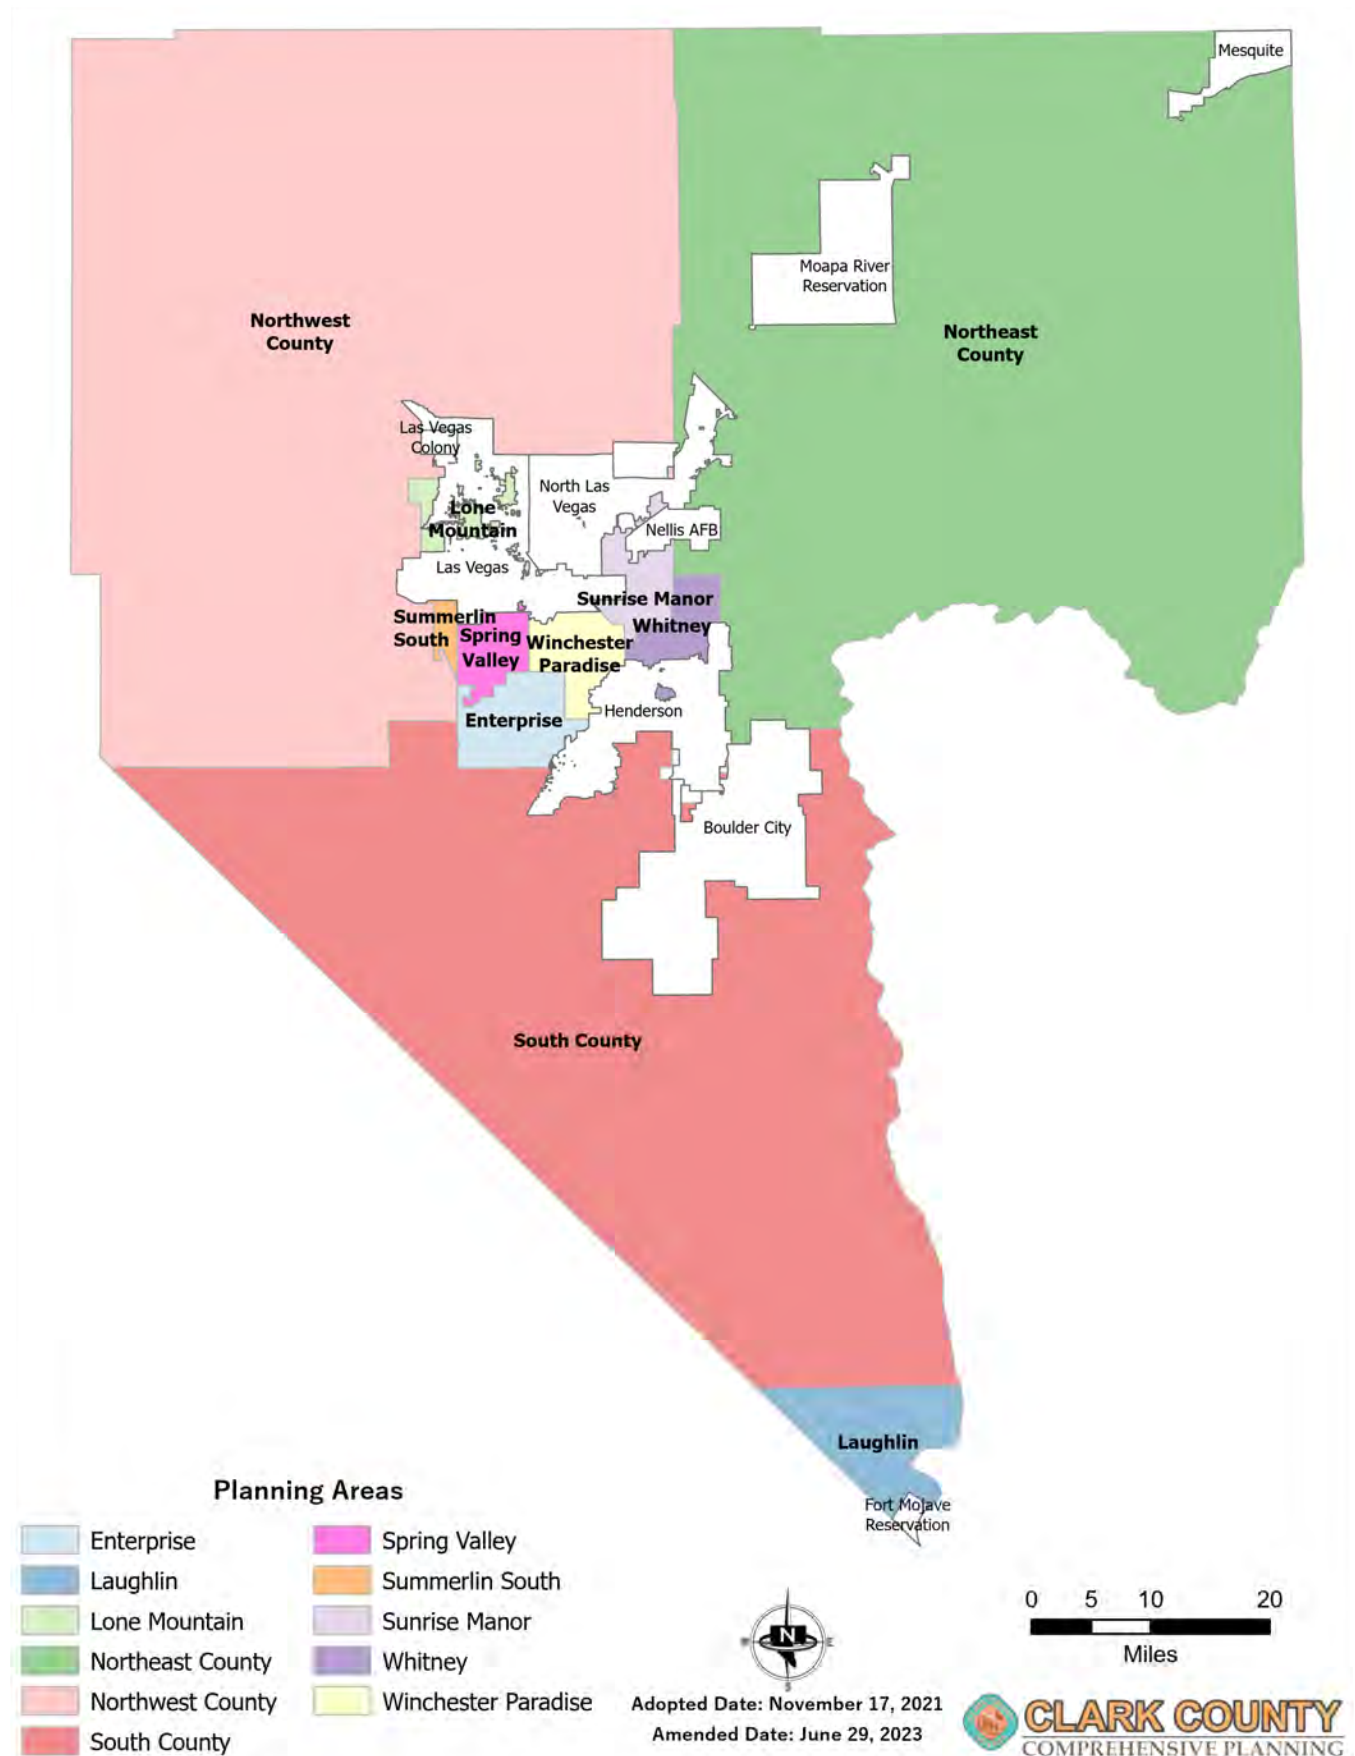 Mesquite
Moapa River
Reservation
Northwest
County
Northeast
County
Las Vegas
Colony
North Las
Vegas
Lone
Mountain
Nellis AFB
Las Vegas
Sunrise Manor
Summerlin
South
Whitney
Spring
Valley
Winchester
Paradise
Henderson
Enterprise
Boulder City
South County
Laughlin
Fort Mojave
Reservation
Planning Areas
Enterprise
Laughlin
Lone Mountain
Northeast County
Northwest County
South County
Spring Valley
Summerlin South
Sunrise Manor
Whitney
Winchester Paradise
N
W
E
S
Adopted Date: November 17, 2021
Amended Date: June 29, 2023
0 5 10 20
Miles
CLARK COUNTY
COMPREHENSIVE PLANNING